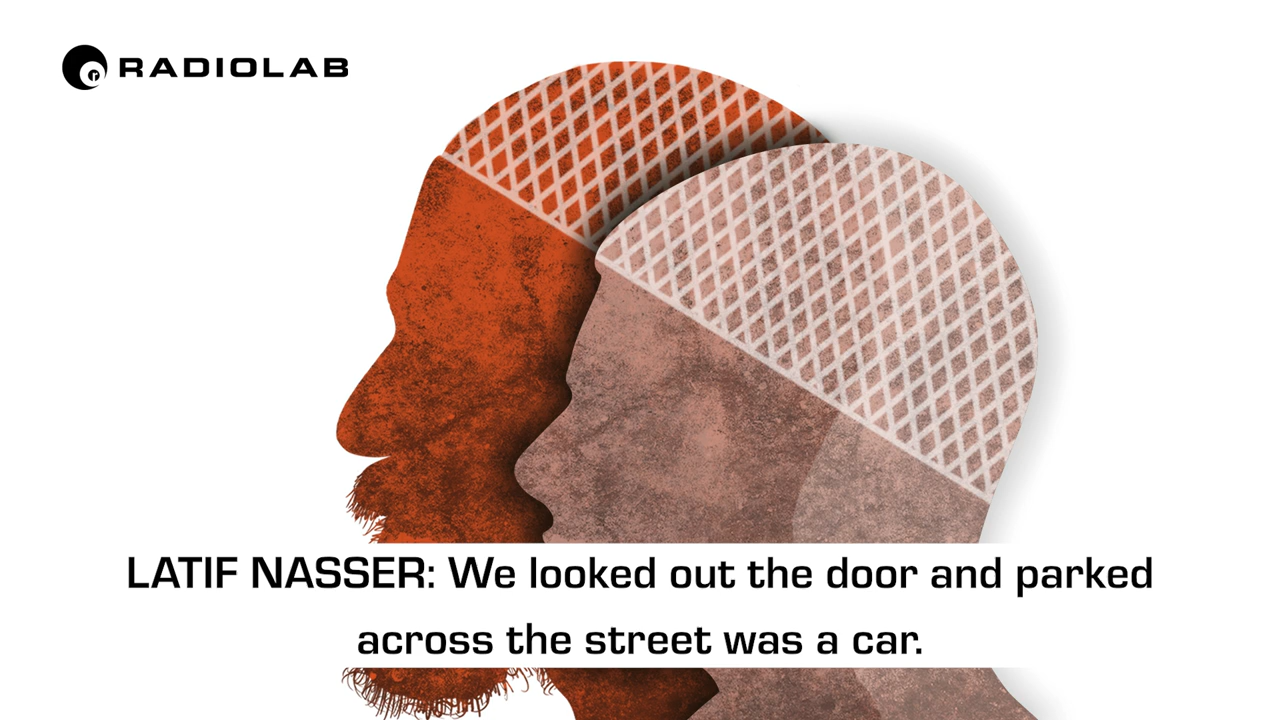 RADIOLAB
LATIF NASSER: We looked out the door and parked
across the street was a car.